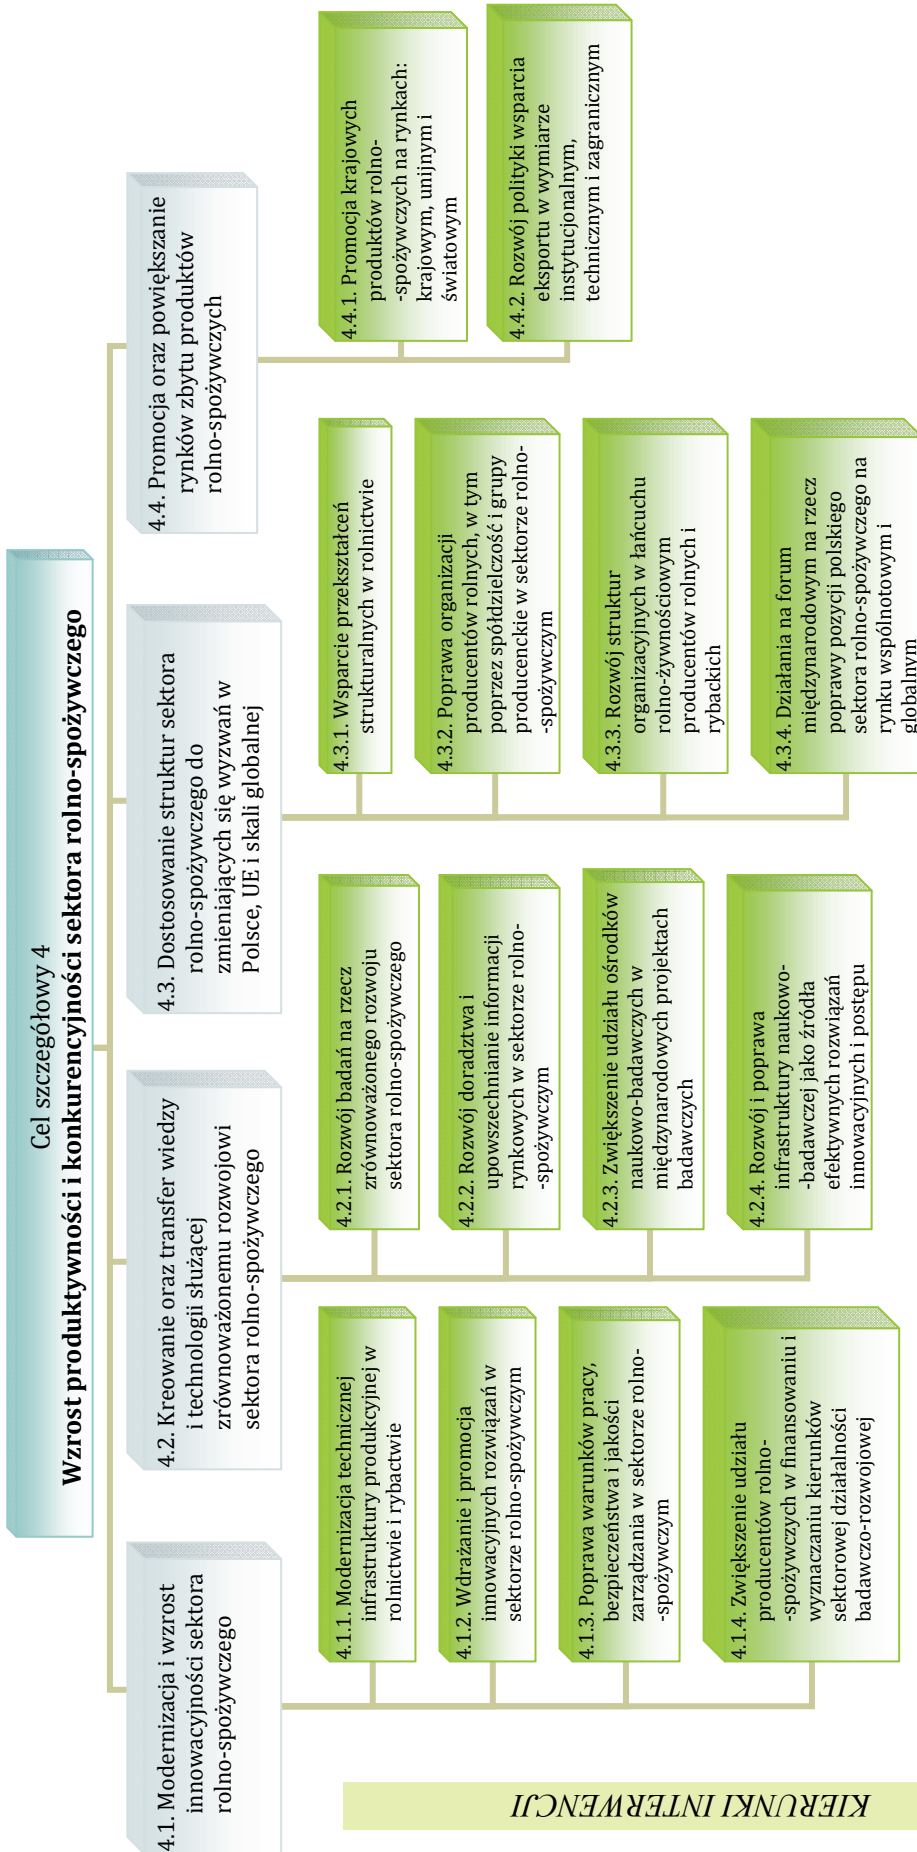 Cel szczegółowy 4
Wzrost produktywności i konkurencyjności sektora rolno-spożywczego
4.1. Modernizacja i wzrost
innowacyjności sektora
rolno-spożywczego
4.1.1. Modernizacja technicznej
infrastruktury produkcyjnej w
rolnictwie i rybactwie
4.1.2. Wdrażanie i promocja
innowacyjnych rozwiązań w
sektorze rolno-spożywczym
4.1.3. Poprawa warunków pracy,
bezpieczeństwa i jakości
zarządzania w sektorze rolno-
-spożywczym
4.1.4. Zwiększenie udziału
producentów rolno-
-spożywczych w finansowaniu i
wyznaczaniu kierunków
sektorowej działalności
badawczo-rozwojowej
4.2. Kreowanie oraz transfer wiedzy
i technologii służącej
zrównoważonemu rozwojowi
sektora rolno-spożywczego
4.2.1. Rozwój badań na rzecz
zrównoważonego rozwoju
sektora rolno-spożywczego
4.2.2. Rozwój doradztwa i
upowszechnianie informacji
rynkowych w sektorze rolno-
-spożywczym
4.2.3. Zwiększenie udziału ośrodków
naukowo-badawczych w
międzynarodowych projektach
badawczych
4.2.4. Rozwój i poprawa
infrastruktury naukowo-
-badawczej jako źródła
efektywnych rozwiązań
innowacyjnych i postępu
4.3. Dostosowanie struktur sektora
rolno-spożywczego do
zmieniających się wyzwań w
Polsce, UE i skali globalnej
4.3.1. Wsparcie przekształceń
strukturalnych w rolnictwie
4.3.2. Poprawa organizacji
producentów rolnych, w tym
poprzez spółdzielczość i grupy
producenckie w sektorze rolno-
-spożywczym
4.3.3. Rozwój struktur
organizacyjnych w łańcuchu
rolno-żywnościowym
producentów rolnych i
rybackich
4.3.4. Działania na forum
międzynarodowym na rzecz
poprawy pozycji polskiego
sektora rolno-spożywczego na
rynku wspólnotowym i
globalnym
4.4. Promocja oraz powiększanie
rynków zbytu produktów
rolno-spożywczych
4.4.1. Promocja krajowych
produktów rolno-
-spożywczych na rynkach:
krajowym, unijnym i
światowym
4.4.2. Rozwój polityki wsparcia
eksportu w wymiarze
instytucjonalnym,
technicznym i zagranicznym
KIERUNKI INTERWENCJI